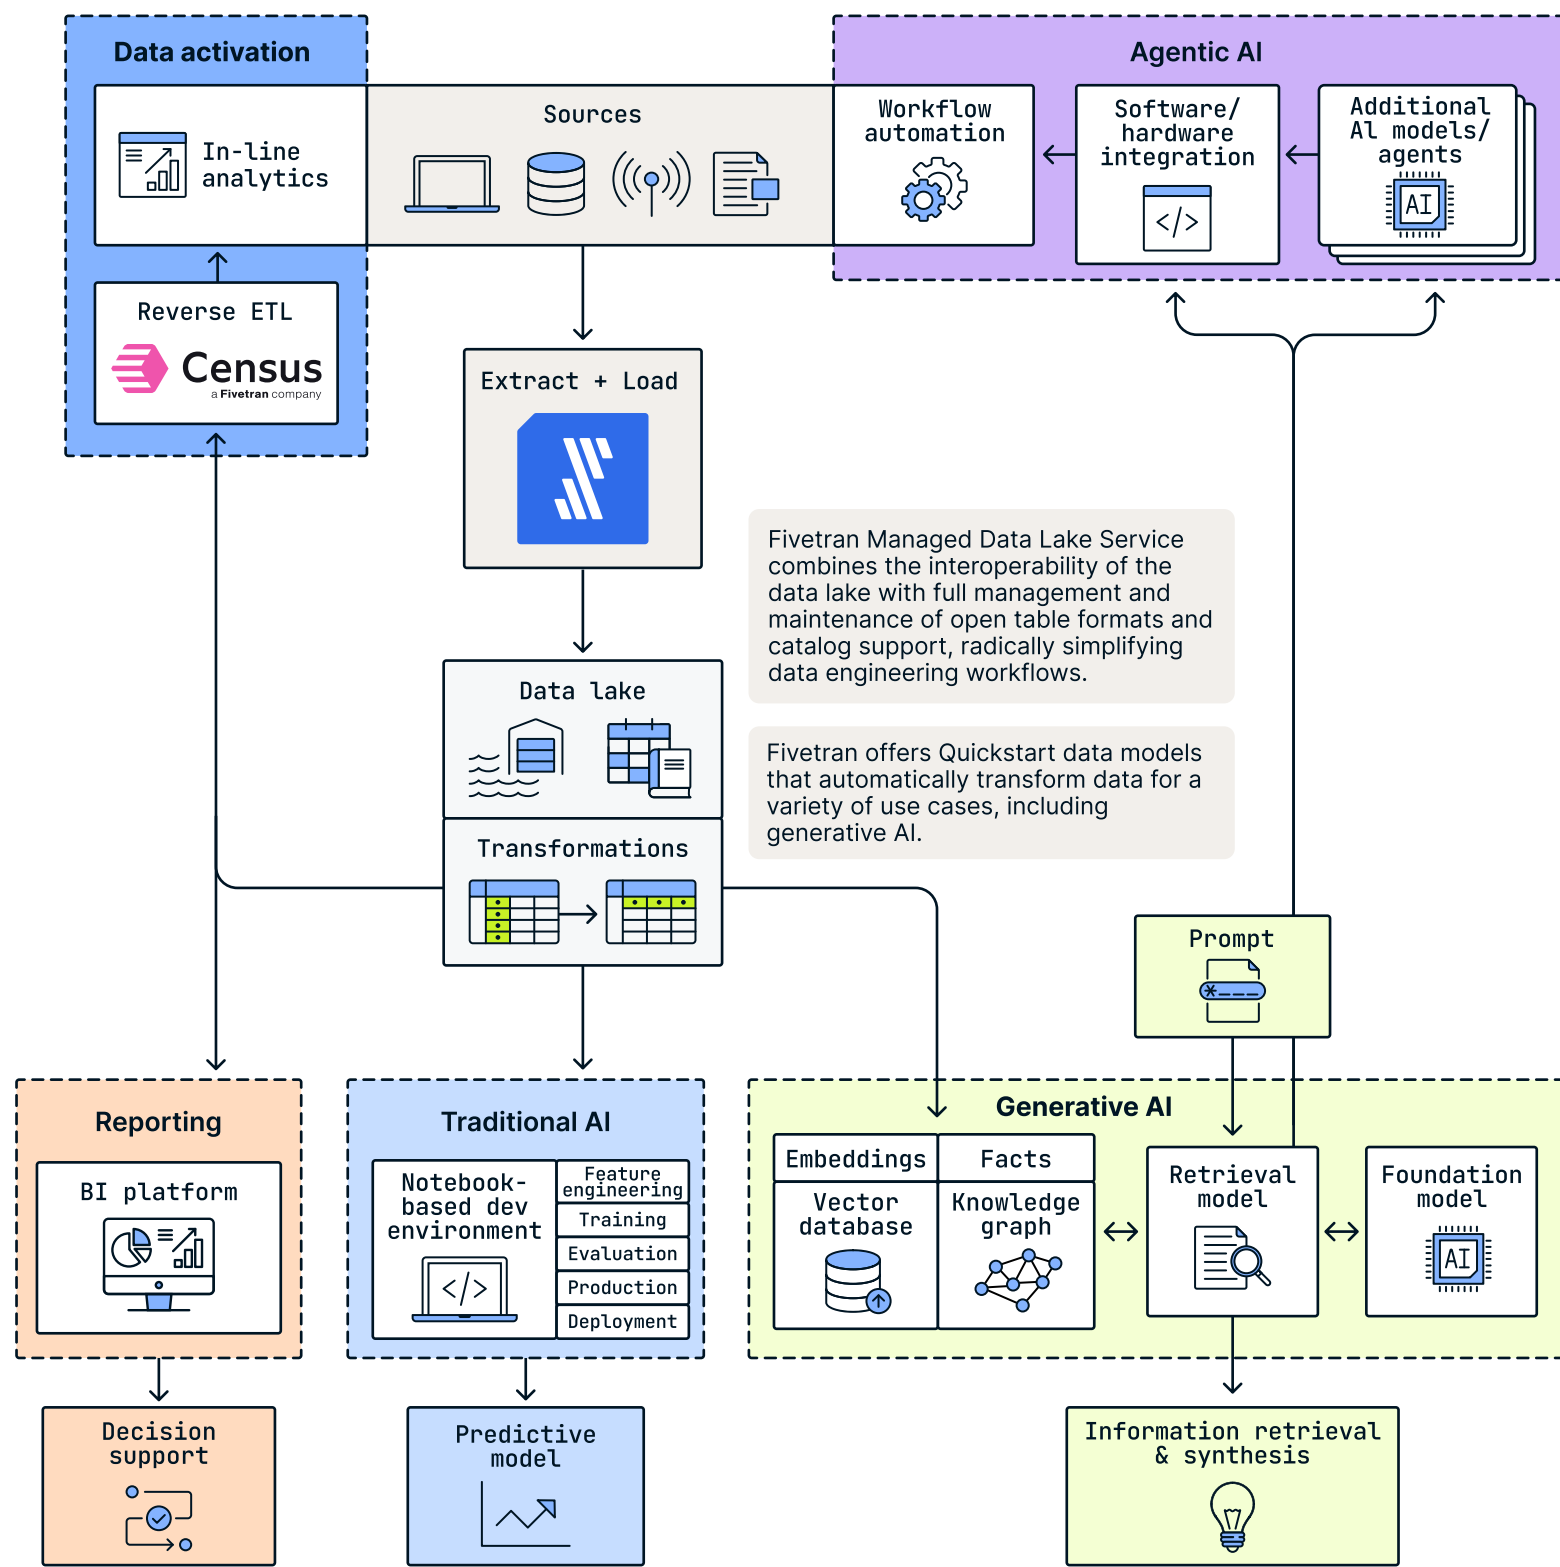 Data activation
In-line
analytics
Reverse ETL
Census
a Fivetran company
Sources
Agentic AI
Workflow
automation
Software/
hardware
integration
</>
Additional
AI models/
agents
AI
Extract + Load
Fivetran Managed Data Lake Service
combines the interoperability of the
data lake with full management and
maintenance of open table formats and
catalog support, radically simplifying
data engineering workflows.
Data lake
Fivetran offers Quickstart data models
that automatically transform data for a
variety of use cases, including
generative AI.
Transformations
Prompt
Reporting
BI platform
Decision
support
Traditional AI
Notebook-
based dev
environment
</>
Feature
engineering
Training
Evaluation
Production
Deployment
Predictive
model
Generative AI
Embeddings
Facts
Vector
database
Knowledge
graph
Retrieval
model
Foundation
model
AI
Information retrieval
& synthesis